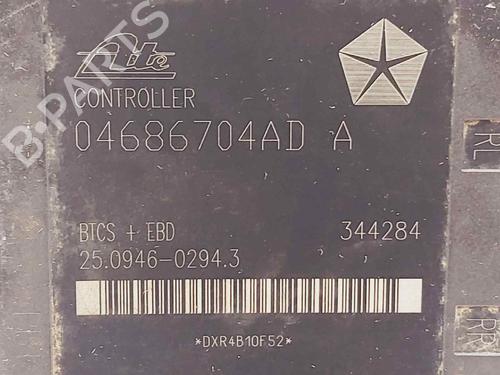 Ate
CONTROLLER
04686704AD A
BTCS + EBD 344284
25.0946-0294.3
*DXR4B10F52*
RL
RR
B-PARTS